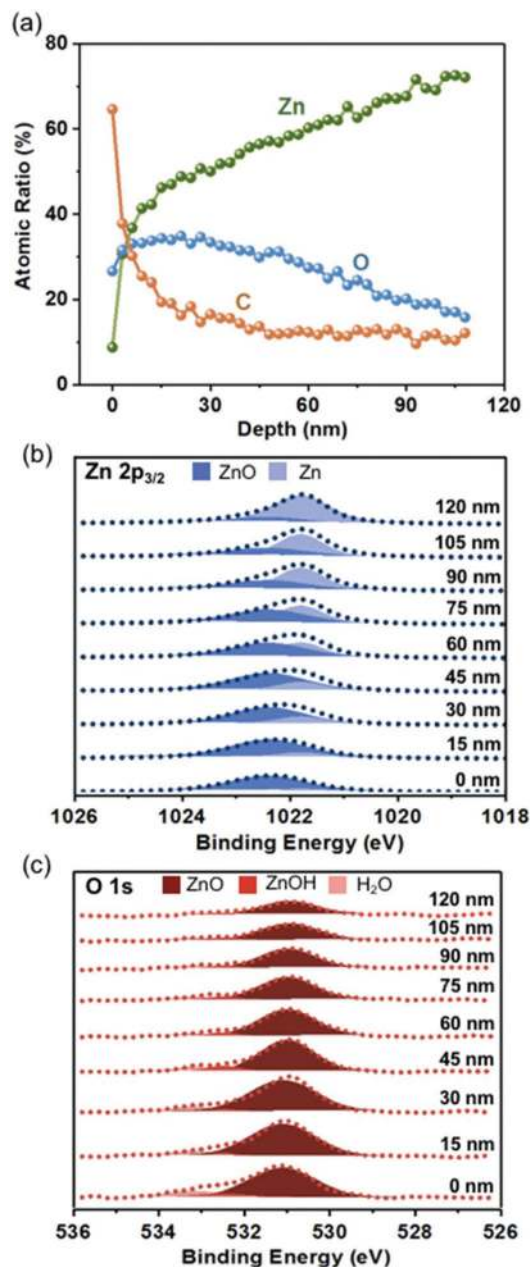 (a)
80
60
40
20
0
Atomic Ratio (%)
Zn
O
C
0 30 60 90 120
Depth (nm)
(b)
Zn 2p3/2 ZnO Zn
120 nm
105 nm
90 nm
75 nm
60 nm
45 nm
30 nm
15 nm
0 nm
1026 1024 1022 1020 1018
Binding Energy (eV)
(c)
O 1s ZnO ZnOH H2O
120 nm
105 nm
90 nm
75 nm
60 nm
45 nm
30 nm
15 nm
0 nm
536 534 532 530 528 526
Binding Energy (eV)